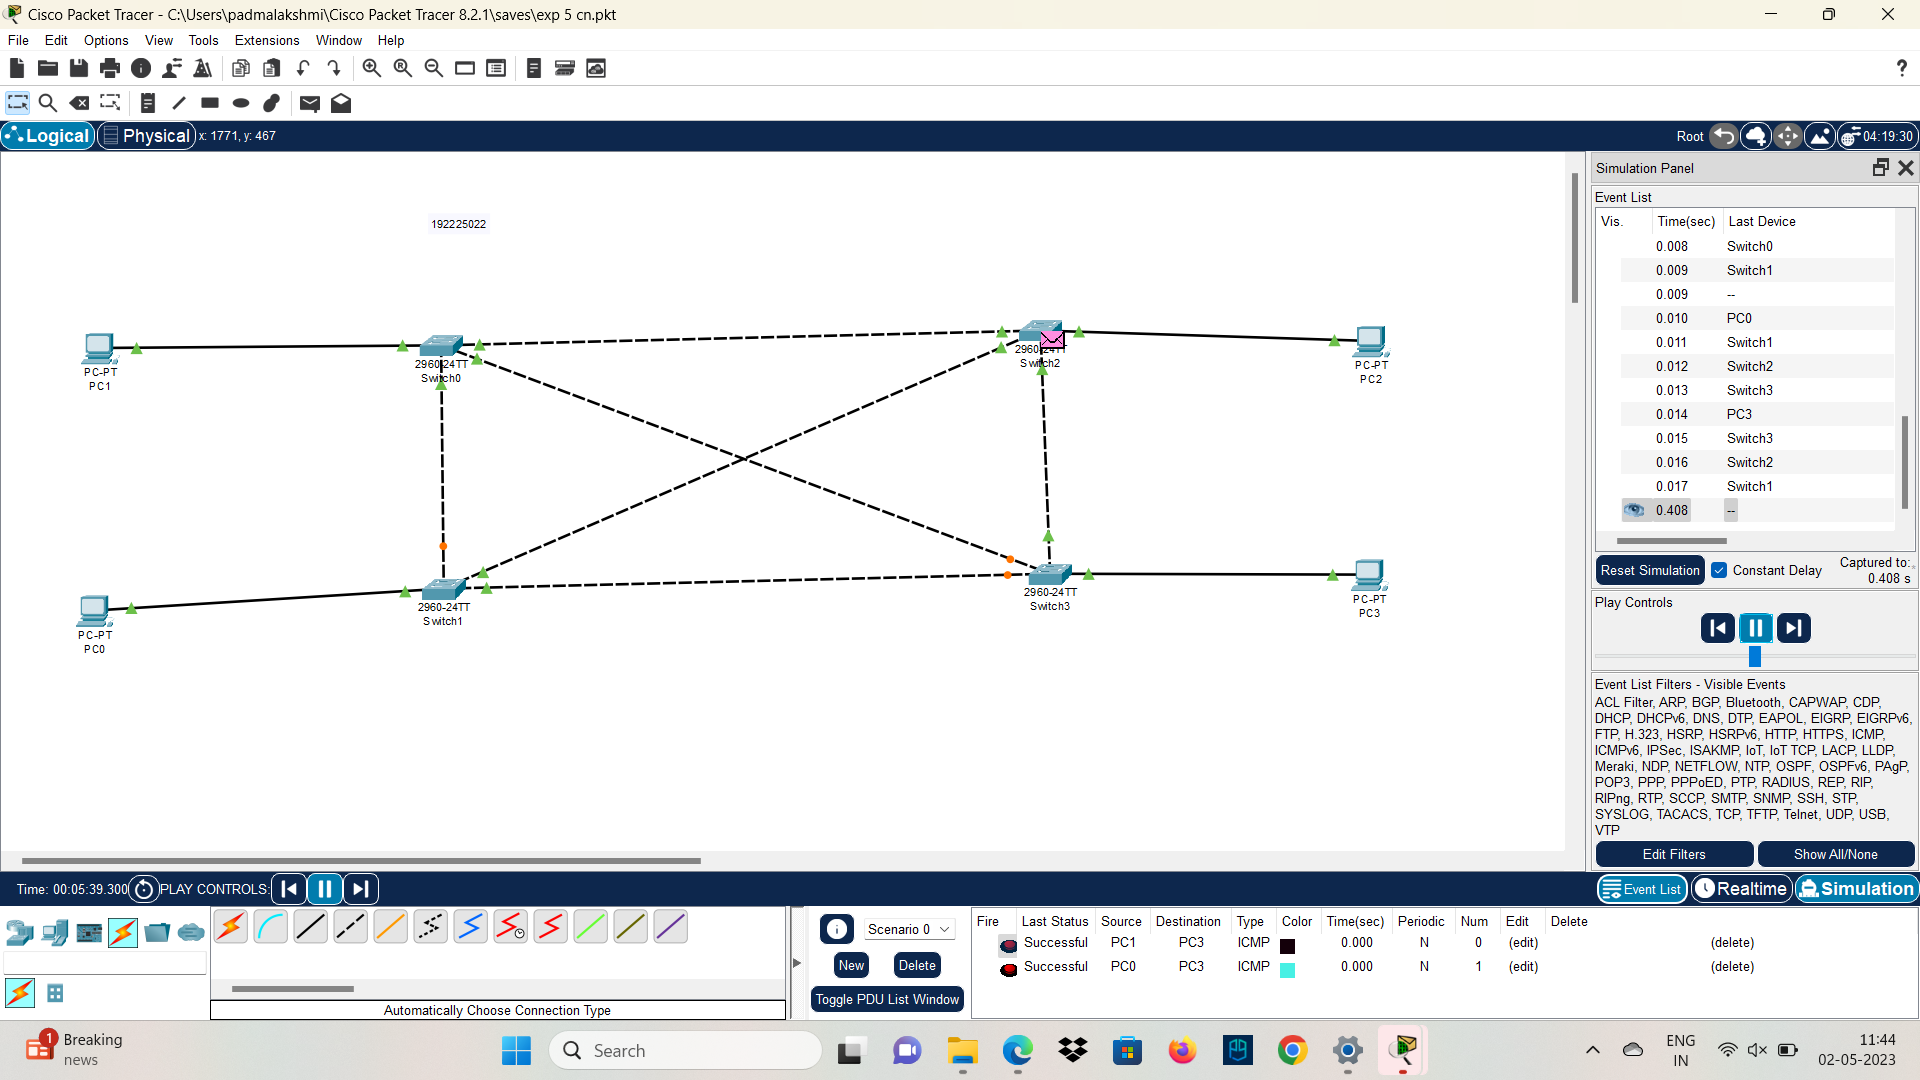 Cisco Packet Tracer - C:\Users\padmalakshmi\Cisco Packet Tracer 8.2.1\saves\exp 5 cn.pkt
File Edit Options View Tools Extensions Window Help
Logical Physical x: 1771, y: 467
Root 04:19:30
192225022
PC-PT
PC1
2960-24TT
Switch0
2960-24TT
Switch2
PC-PT
PC2
PC-PT
PC0
2960-24TT
Switch1
2960-24TT
Switch3
PC-PT
PC3
Simulation Panel
Event List
Vis. Time(sec) Last Device
0.008 Switch0
0.009 Switch1
0.009 --
0.010 PC0
0.011 Switch1
0.012 Switch2
0.013 Switch3
0.014 PC3
0.015 Switch3
0.016 Switch2
0.017 Switch1
0.408 --
Reset Simulation Constant Delay Captured to:
0.408 s
Play Controls
Event List Filters - Visible Events
ACL Filter, ARP, BGP, Bluetooth, CAPWAP, CDP,
DHCP, DHCPv6, DNS, DTP, EAPOL, EIGRP, EIGRPv6,
FTP, H.323, HSRP, HSRPv6, HTTP, HTTPS, ICMP,
ICMPv6, IPSec, ISAKMP, IoT, IoT TCP, LACP, LLDP,
Meraki, NDP, NETFLOW, NTP, OSPF, OSPFv6, PAgP,
POP3, PPP, PPPoED, PTP, RADIUS, REP, RIP,
RIPng, RTP, SCCP, SMTP, SNMP, SSH, STP,
SYSLOG, TACACS, TCP, TFTP, Telnet, UDP, USB,
VTP
Edit Filters Show All/None
Time: 00:05:39.300 PLAY CONTROLS:
Event List Realtime Simulation
Automatically Choose Connection Type
Scenario 0
New Delete
Toggle PDU List Window
Fire Last Status Source Destination Type Color Time(sec) Periodic Num Edit Delete
Successful PC1 PC3 ICMP 0.000 N 0 (edit) (delete)
Successful PC0 PC3 ICMP 0.000 N 1 (edit) (delete)
1
Breaking
news
Search
ENG
IN
11:44
02-05-2023